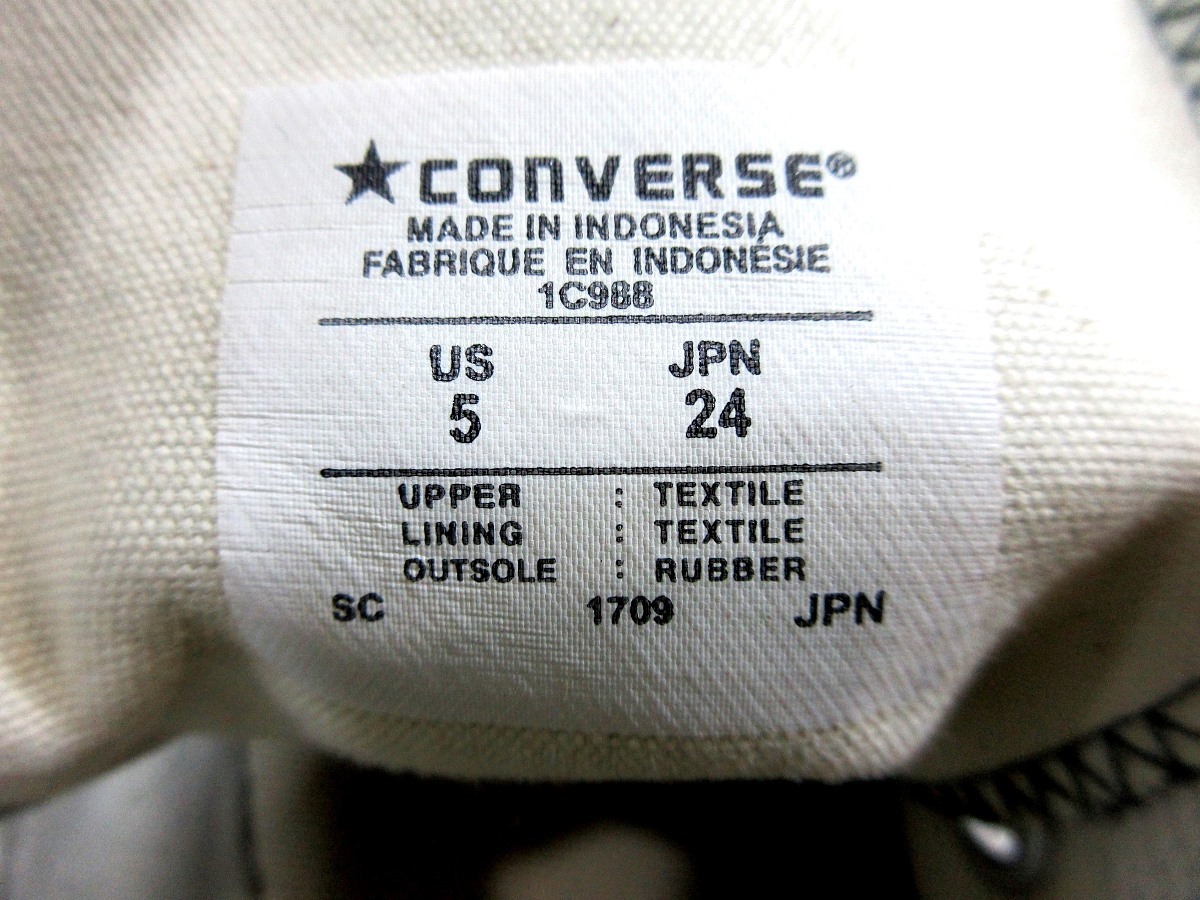 ★CONVERSE®
MADE IN INDONESIA
FABRIQUE EN INDONÉSIE
1C988
US JPN
5 24
UPPER : TEXTILE
LINING : TEXTILE
OUTSOLE : RUBBER
SC 1709 JPN